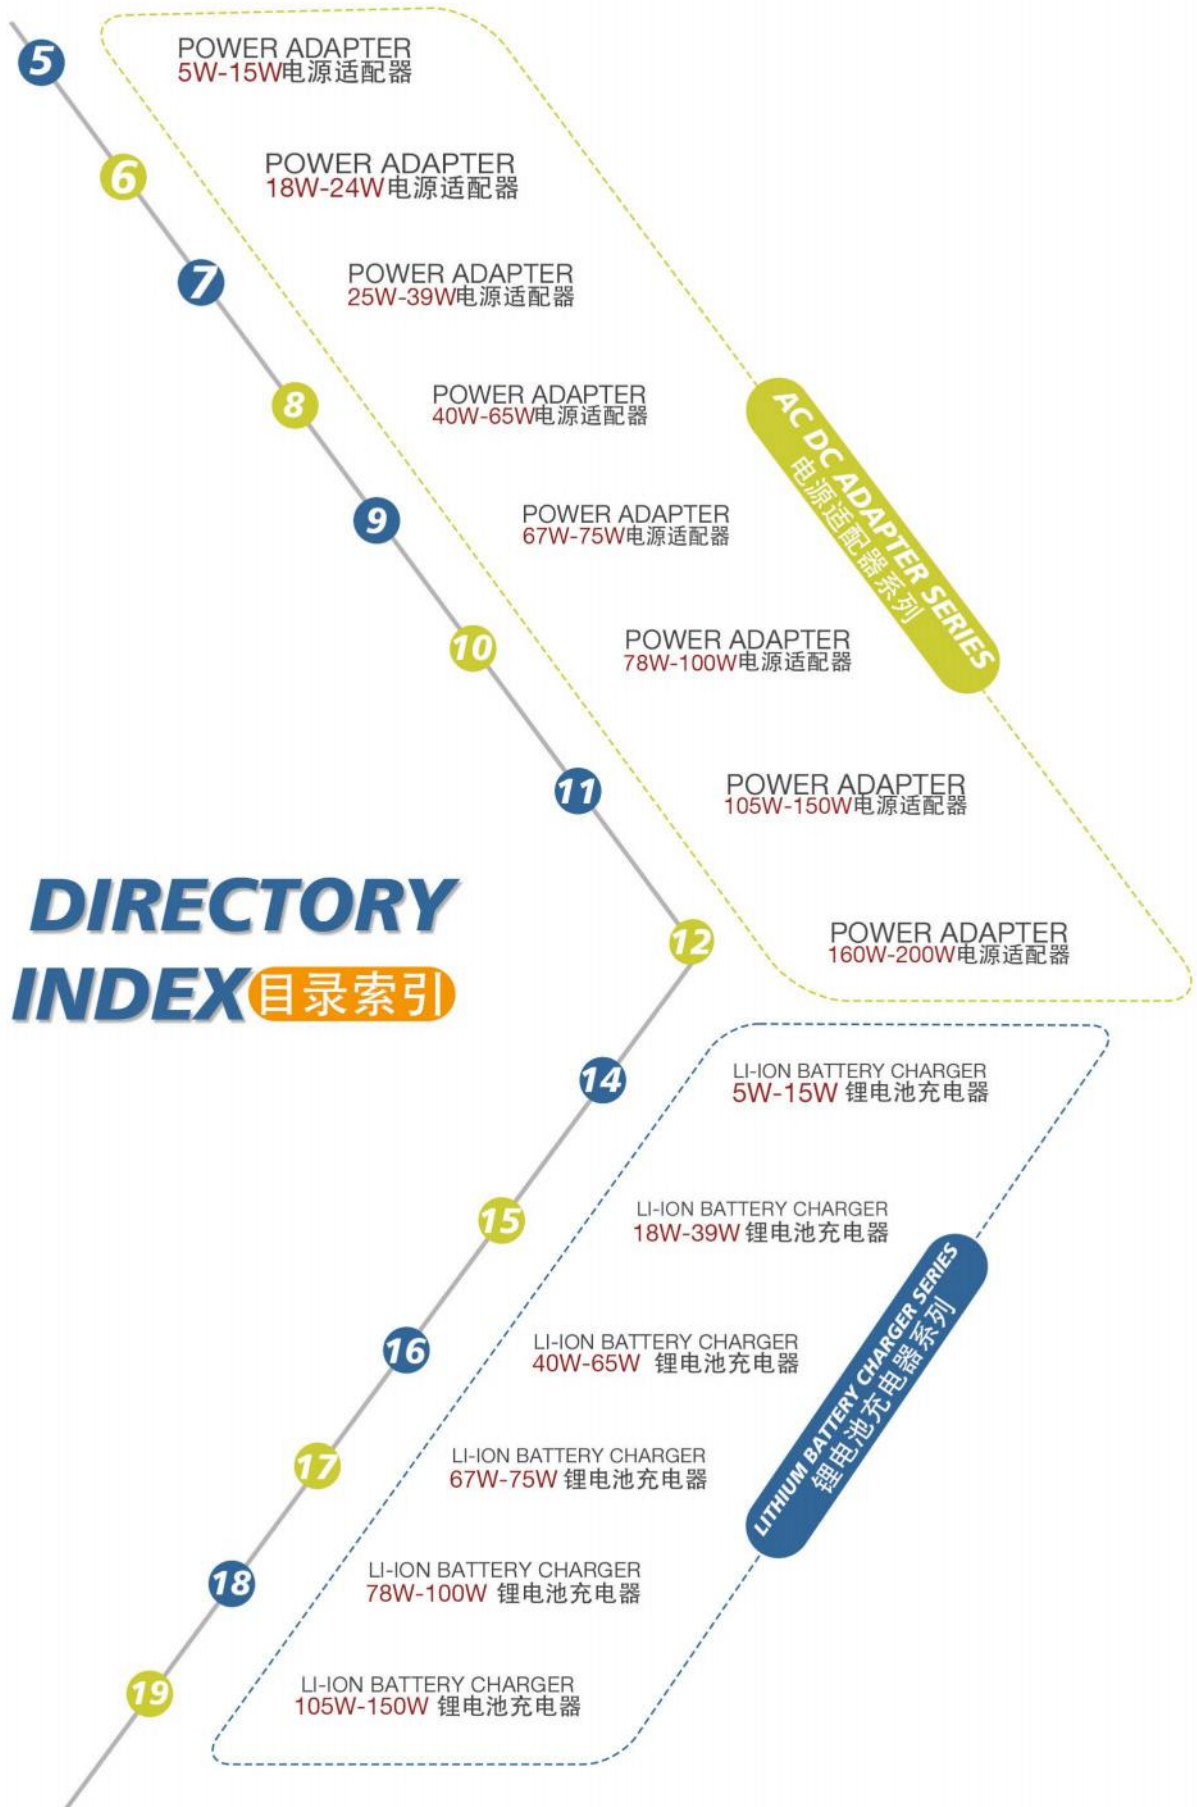 5
POWER ADAPTER
5W-15W电源适配器
6
POWER ADAPTER
18W-24W电源适配器
7
POWER ADAPTER
25W-39W电源适配器
8
POWER ADAPTER
40W-65W电源适配器
9
POWER ADAPTER
67W-75W电源适配器
10
POWER ADAPTER
78W-100W电源适配器
11
POWER ADAPTER
105W-150W电源适配器
12
POWER ADAPTER
160W-200W电源适配器
AC DC ADAPTER SERIES
电源适配器系列
DIRECTORY
INDEX目录索引
14
LI-ION BATTERY CHARGER
5W-15W 锂电池充电器
15
LI-ION BATTERY CHARGER
18W-39W 锂电池充电器
16
LI-ION BATTERY CHARGER
40W-65W 锂电池充电器
17
LI-ION BATTERY CHARGER
67W-75W 锂电池充电器
18
LI-ION BATTERY CHARGER
78W-100W 锂电池充电器
19
LI-ION BATTERY CHARGER
105W-150W 锂电池充电器
LITHIUM BATTERY CHARGER SERIES
锂电池充电器系列